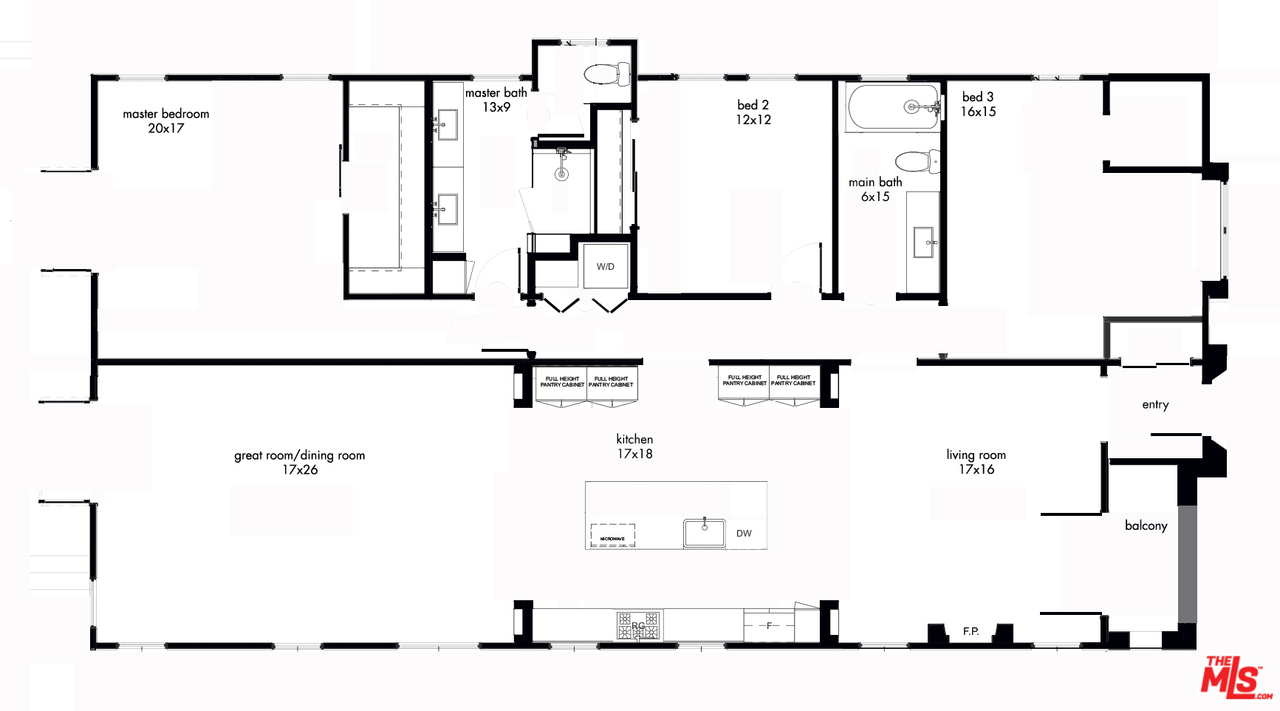 master bedroom
20x17
master bath
13x9
bed 2
12x12
bed 3
16x15
main bath
6x15
W/D
FULL HEIGHT
PANTRY CABINET
FULL HEIGHT
PANTRY CABINET
FULL HEIGHT
PANTRY CABINET
FULL HEIGHT
PANTRY CABINET
entry
great room/dining room
17x26
kitchen
17x18
living room
17x16
balcony
MICROWAVE
DW
RG
F
F.P.
THE
MLS™
.COM